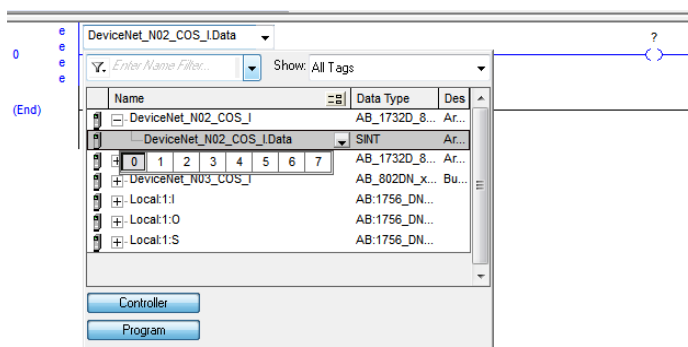 e
DeviceNet_N02_COS_I.Data
?
0
e
e
e
Enter Name Filter...
Show: All Tags
Name Data Type Des
(End)
DeviceNet_N02_COS_I AB_1732D_8... Ar...
DeviceNet_N02_COS_I.Data SINT Ar...
0 1 2 3 4 5 6 7 AB_1732D_8... Ar...
DeviceNet_N03_COS_I AB_802DN_x... Bu...
Local:1:I AB:1756_DN...
Local:1:O AB:1756_DN...
Local:1:S AB:1756_DN...
Controller
Program